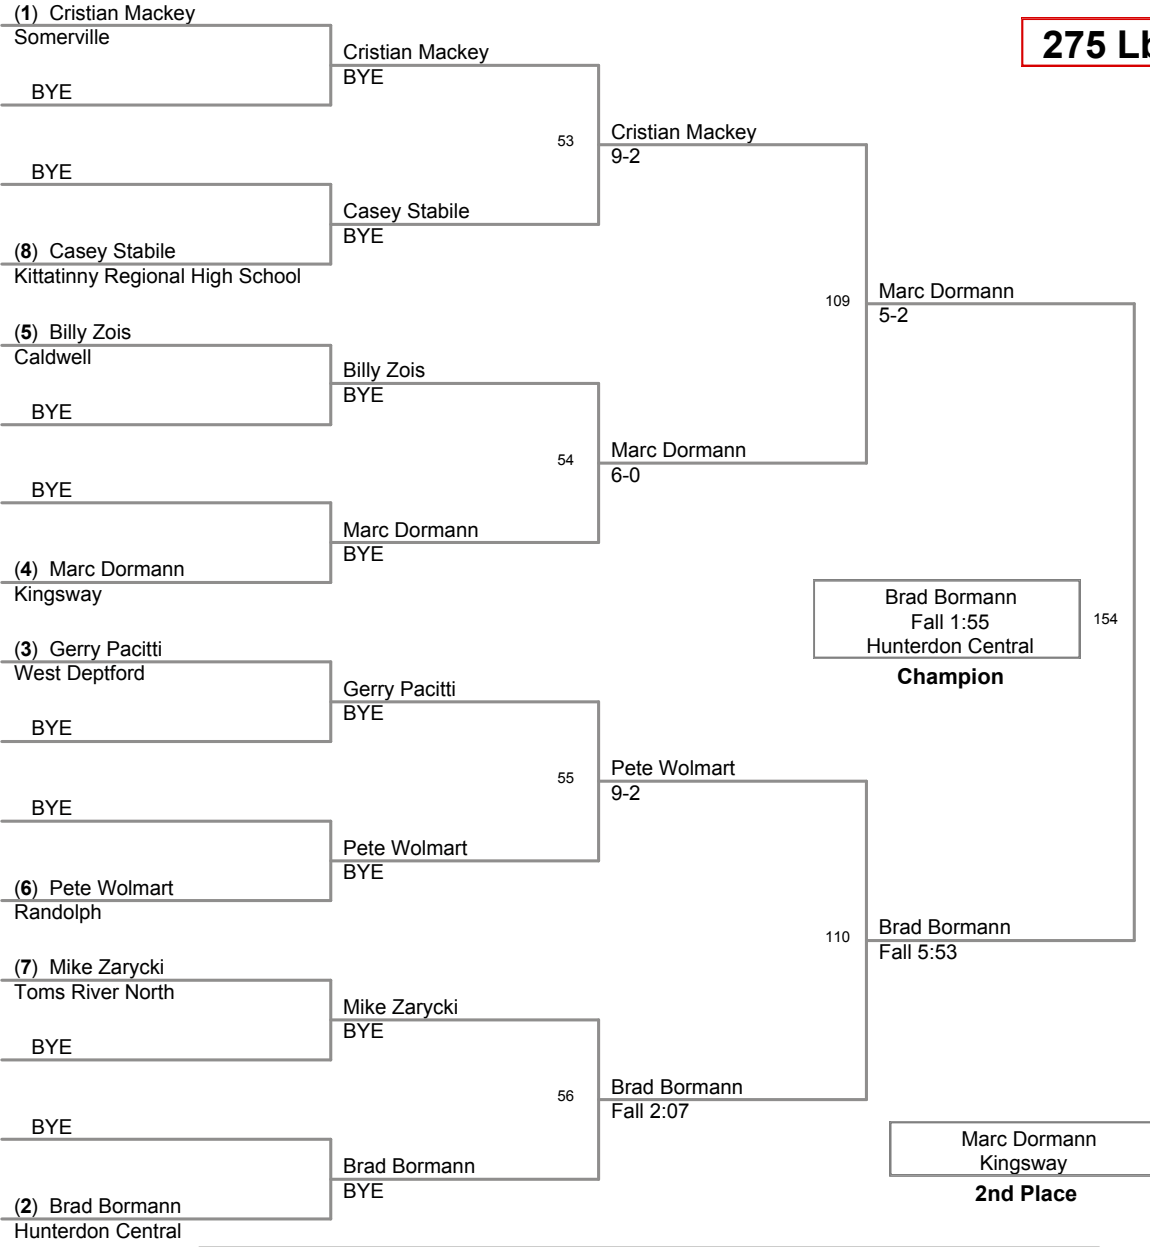 (1) Cristian Mackey
Somerville
BYE
BYE
(8) Casey Stabile
Kittatinny Regional High School
(5) Billy Zois
Caldwell
BYE
BYE
(4) Marc Dormann
Kingsway
(3) Gerry Pacitti
West Deptford
BYE
BYE
(6) Pete Wolmart
Randolph
(7) Mike Zarycki
Toms River North
BYE
BYE
(2) Brad Bormann
Hunterdon Central
Cristian Mackey
BYE
Casey Stabile
BYE
Billy Zois
BYE
Marc Dormann
BYE
Gerry Pacitti
BYE
Pete Wolmart
BYE
Mike Zarycki
BYE
Brad Bormann
BYE
53
54
55
56
Cristian Mackey
9-2
Marc Dormann
6-0
Pete Wolmart
9-2
Brad Bormann
Fall 2:07
109
110
Marc Dormann
5-2
Brad Bormann
Fall 5:53
154
Brad Bormann
Fall 1:55
Hunterdon Central
Champion
Marc Dormann
Kingsway
2nd Place
275 Lb